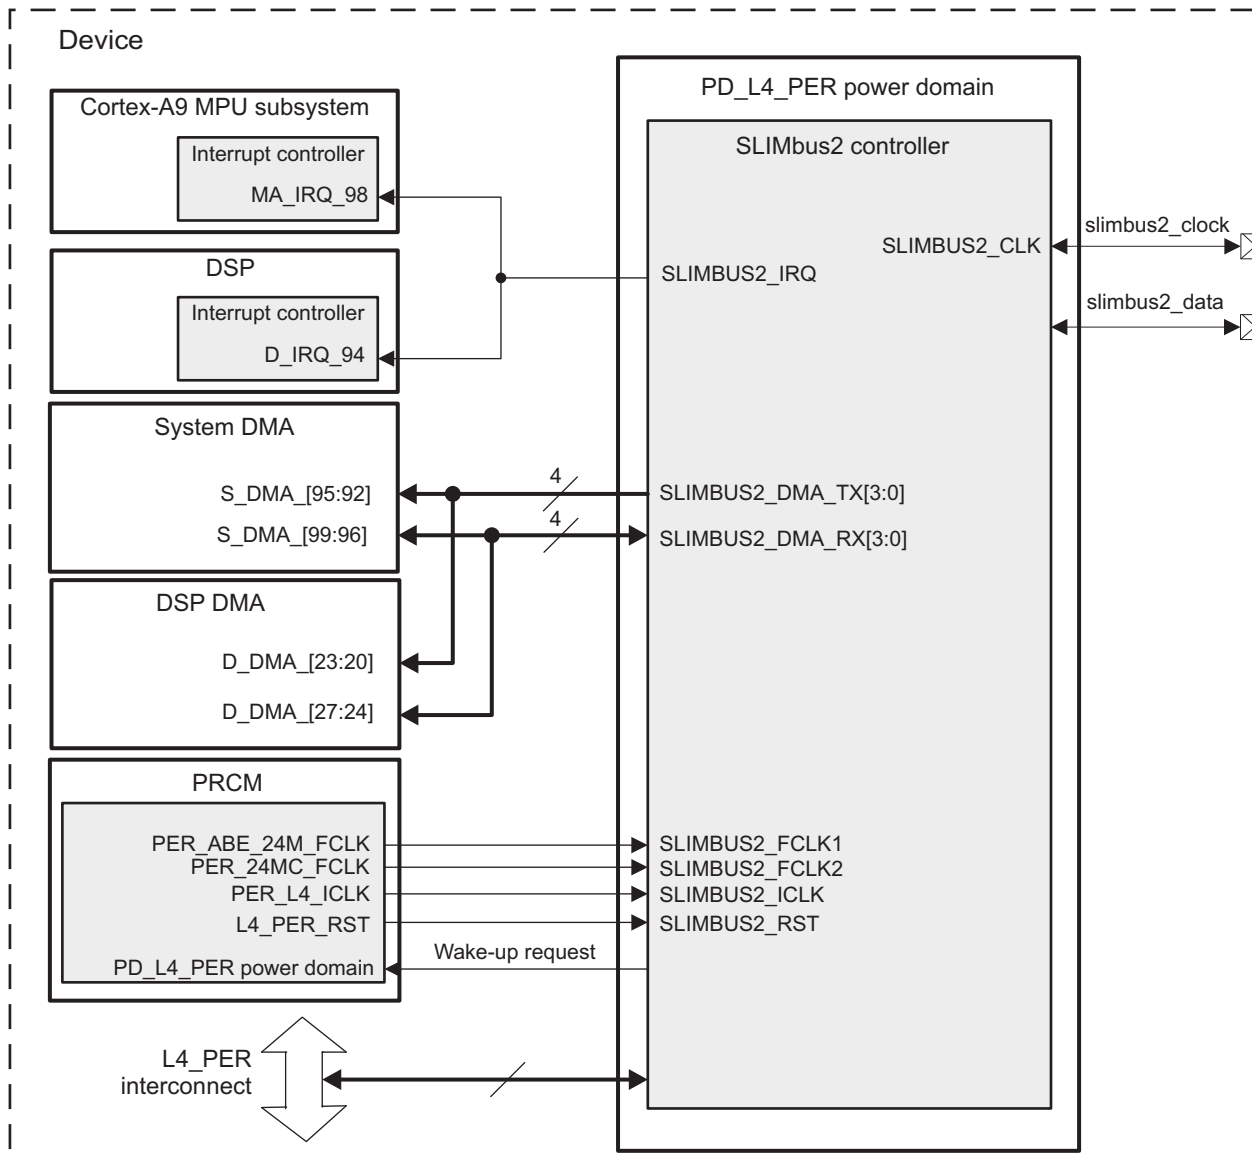 Device
Cortex-A9 MPU subsystem
Interrupt controller
MA_IRQ_98
DSP
Interrupt controller
D_IRQ_94
System DMA
S_DMA_[95:92]
S_DMA_[99:96]
DSP DMA
D_DMA_[23:20]
D_DMA_[27:24]
PRCM
PER_ABE_24M_FCLK
PER_24MC_FCLK
PER_L4_ICLK
L4_PER_RST
PD_L4_PER power domain
L4_PER
interconnect
4
4
Wake-up request
PD_L4_PER power domain
SLIMbus2 controller
SLIMBUS2_CLK
SLIMBUS2_IRQ
SLIMBUS2_DMA_TX[3:0]
SLIMBUS2_DMA_RX[3:0]
SLIMBUS2_FCLK1
SLIMBUS2_FCLK2
SLIMBUS2_ICLK
SLIMBUS2_RST
slimbus2_clock
slimbus2_data